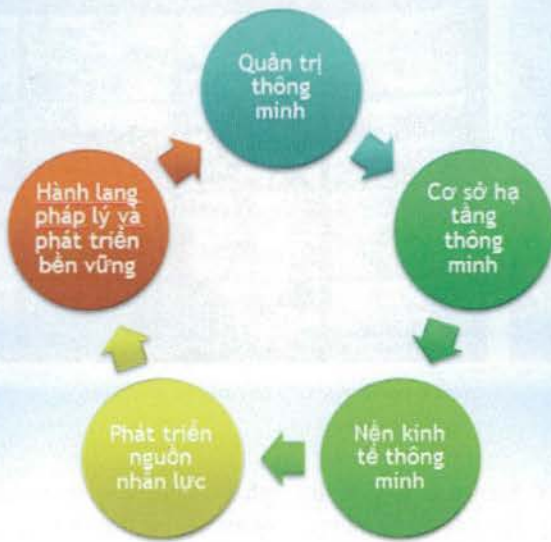 Quản trị
thông
minh
Cơ sở hạ
tầng
thông
minh
Nền kinh
tế thông
minh
Phát triển
nguồn
nhân lực
Hành lang
pháp lý và
phát triển
bền vững